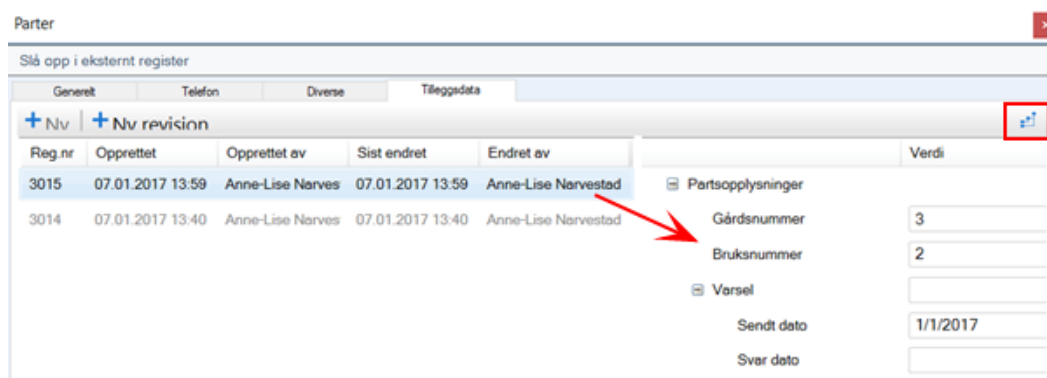 Parter
Slå opp i eksternt register
Generelt Telefon Diverse Tilleggsdata
Ny Ny revision
Reg.nr Opprettet Opprettet av Sist endret Endret av Verdi
3015 07.01.2017 13:59 Anne-Lise Narves 07.01.2017 13:59 Anne-Lise Narvestad Partsopplysninger
3014 07.01.2017 13:40 Anne-Lise Narves 07.01.2017 13:40 Anne-Lise Narvestad Gårdsnummer 3
Bruksnummer 2
Varsel
Sendt dato 1/1/2017
Svar dato